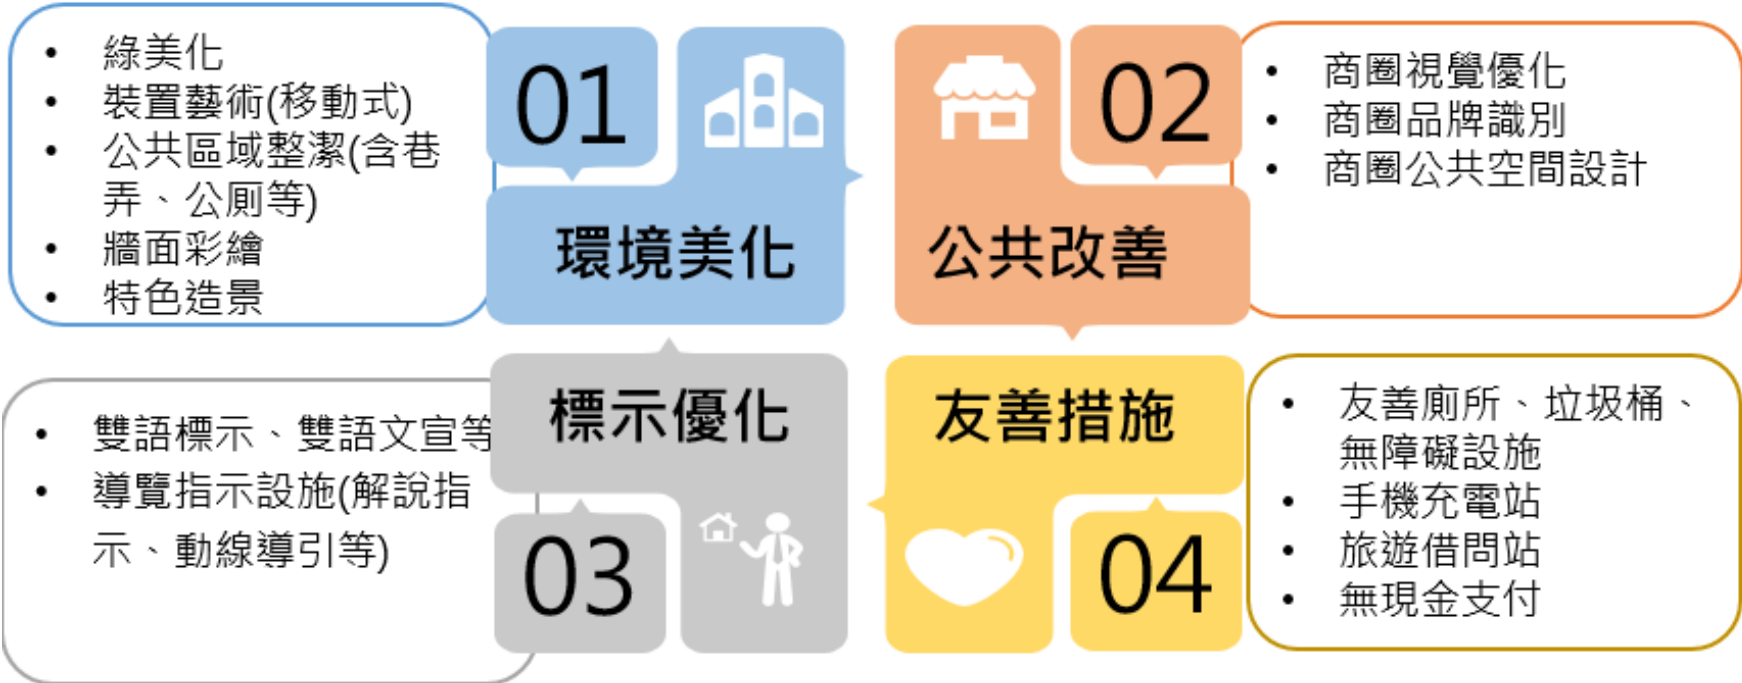 • 綠美化
• 裝置藝術(移動式)
• 公共區域整潔(含巷
弄、公厠等)
• 牆面彩繪
• 特色造景
01
環境美化
02
公共改善
• 商圈視覺優化
• 商圈品牌識別
• 商圈公共空間設計
• 雙語標示、雙語文宣等
• 導覽指示設施(解說指
示、動線導引等)
標示優化
03
友善措施
04
• 友善廁所、垃圾桶、
無障礙設施
• 手機充電站
• 旅遊借問站
• 無現金支付